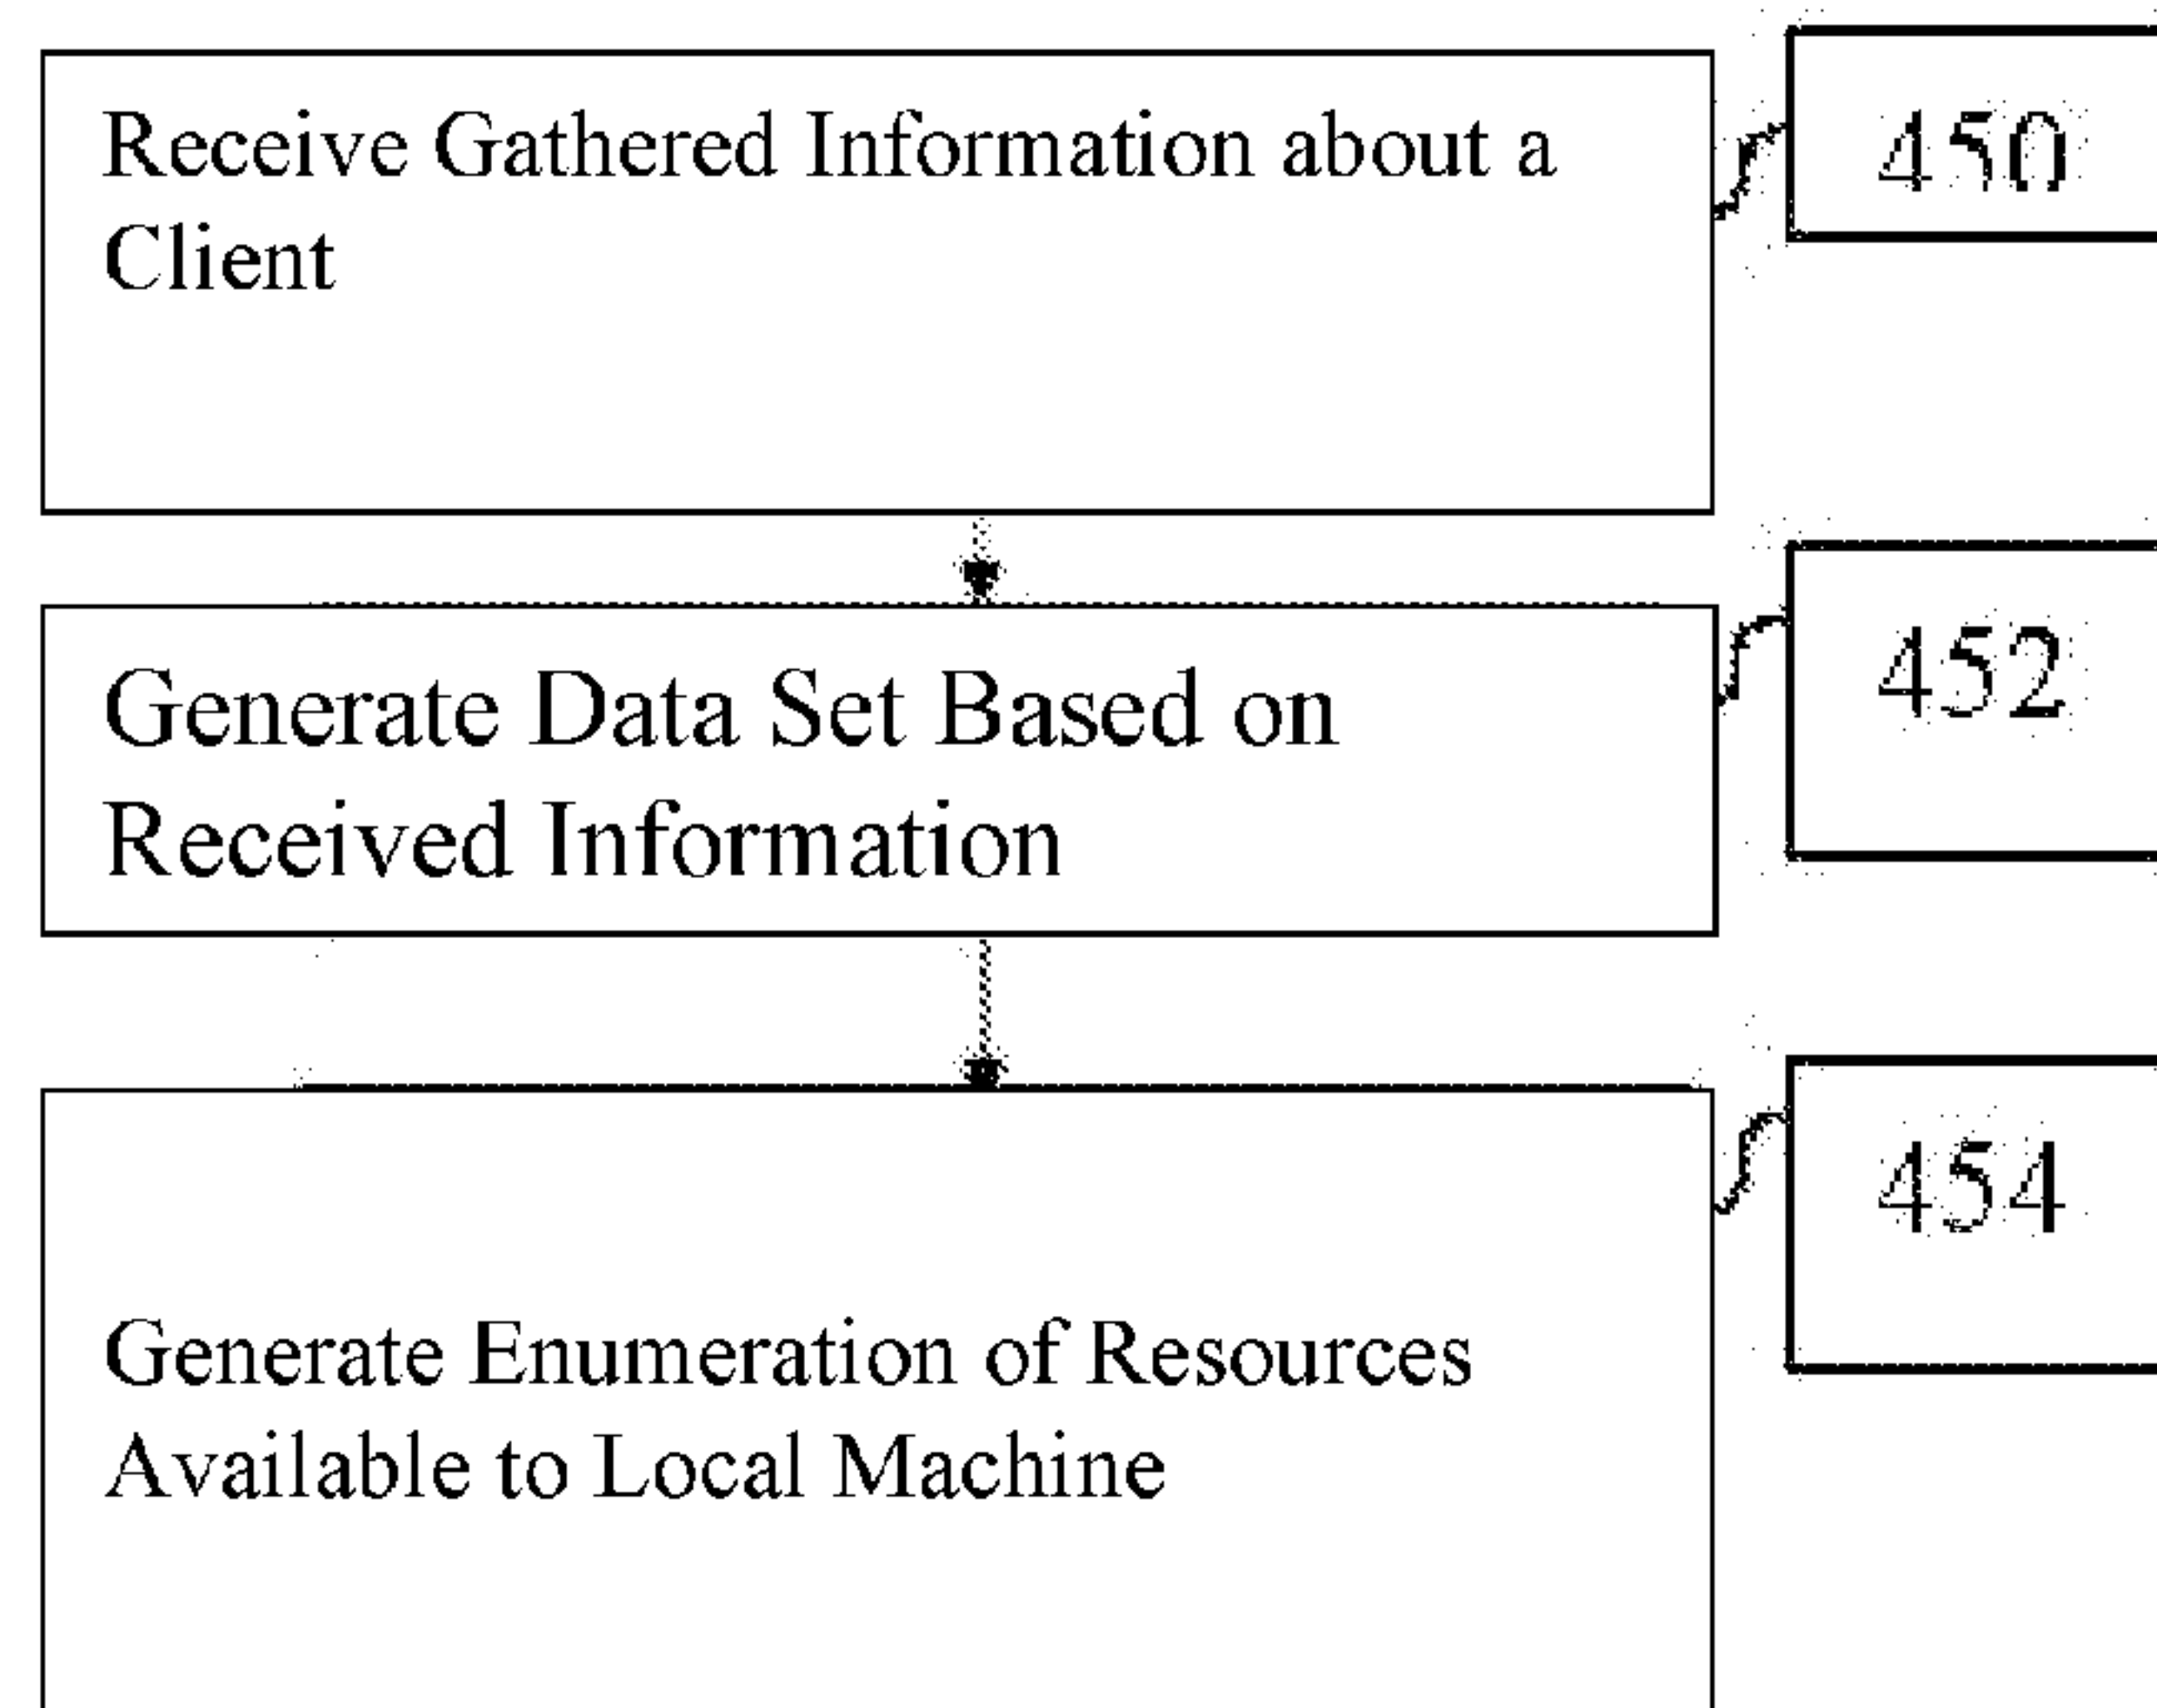 Receive Gathered Information about a
Client
450
Generate Data Set Based on
Received Information
452
Generate Enumeration of Resources
Available to Local Machine
454